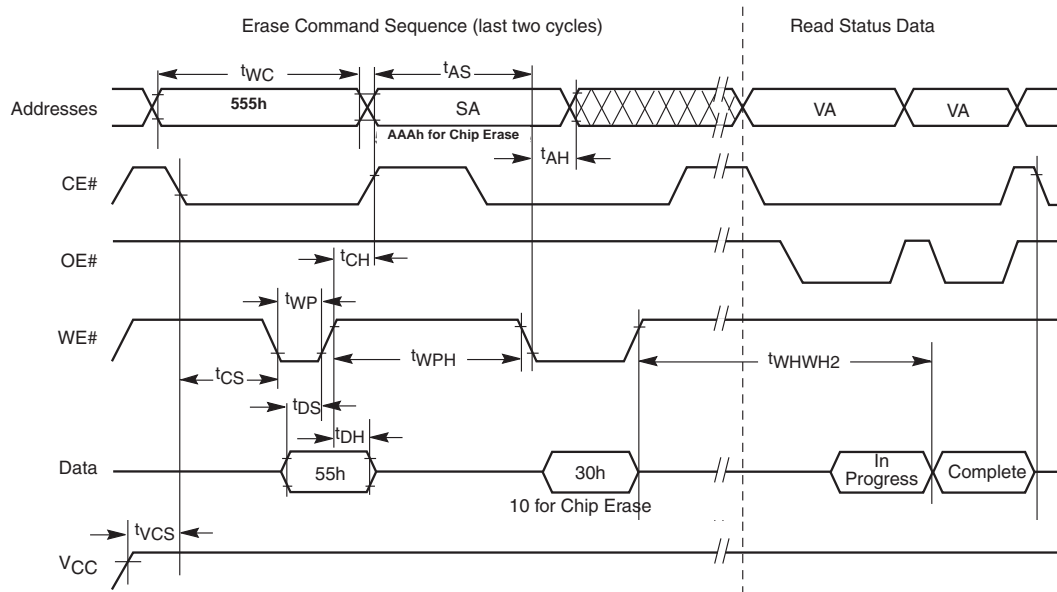 Erase Command Sequence (last two cycles)
Read Status Data
tWC
tAS
Addresses
555h
SA
VA
VA
AAAh for Chip Erase
tAH
CE#
tCH
OE#
tWP
WE#
tWPH
tWHWH2
tCS
tDS
tDH
Data
55h
30h
In
Progress
Complete
10 for Chip Erase
tVCS
VCC